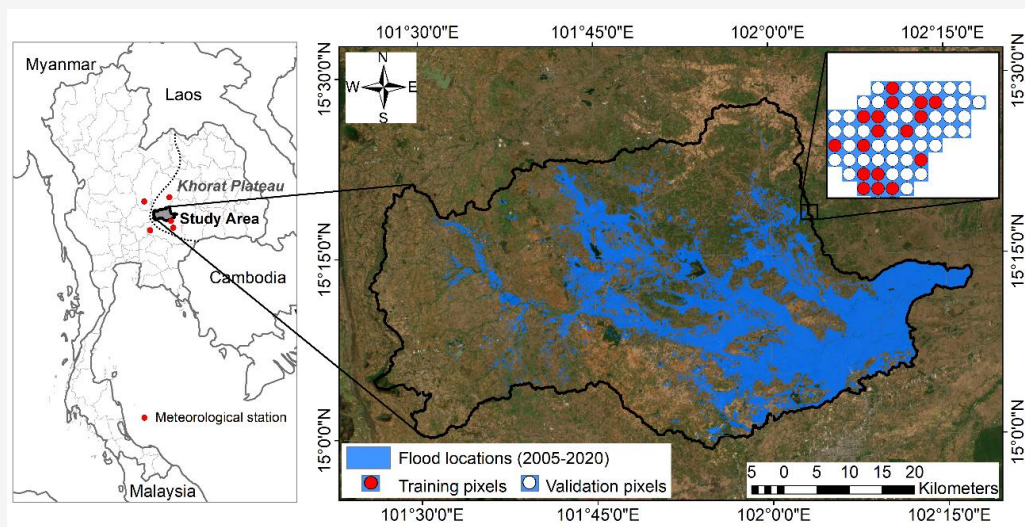 Myanmar
Laos
Khorat Plateau
Study Area
Cambodia
Meteorological station
Malaysia
101°30'0"E 101°45'0"E 102°0'0"E 102°15'0"E
15°30'0"N
15°15'0"N
15°0'0"N
N
W E
S
15°30'0"N
15°15'0"N
15°0'0"N
Flood locations (2005-2020)
Training pixels Validation pixels
5 0 5 10 15 20
Kilometers
101°30'0"E 101°45'0"E 102°0'0"E 102°15'0"E